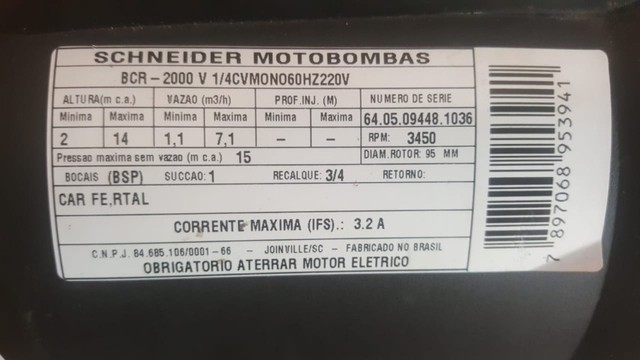 SCHNEIDER MOTOBOMBAS
BCR - 2000 V 1/4CVMONO60HZ220V
ALTURA(m c.a.) VAZAO (m3/h) PROF.INJ. (M) NUMERO DE SERIE
Minima Maxima Minima Maxima Minima Maxima 64.05.09448.1036
2 14 1,1 7,1 - - RPM: 3450
Pressao maxima sem vazao (m c.a.) 15 DIAM.ROTOR: 95 MM
BOCAIS (BSP) SUCCAO: 1 RECALQUE: 3/4 RETORNO:
CAR FE,RTAL
CORRENTE MAXIMA (IFS).: 3.2 A
C.N.P.J. 84.685.106/0001-66 - JOINVILLE/SC - FABRICADO NO BRASIL
OBRIGATORIO ATERRAR MOTOR ELETRICO
7 897068 953941